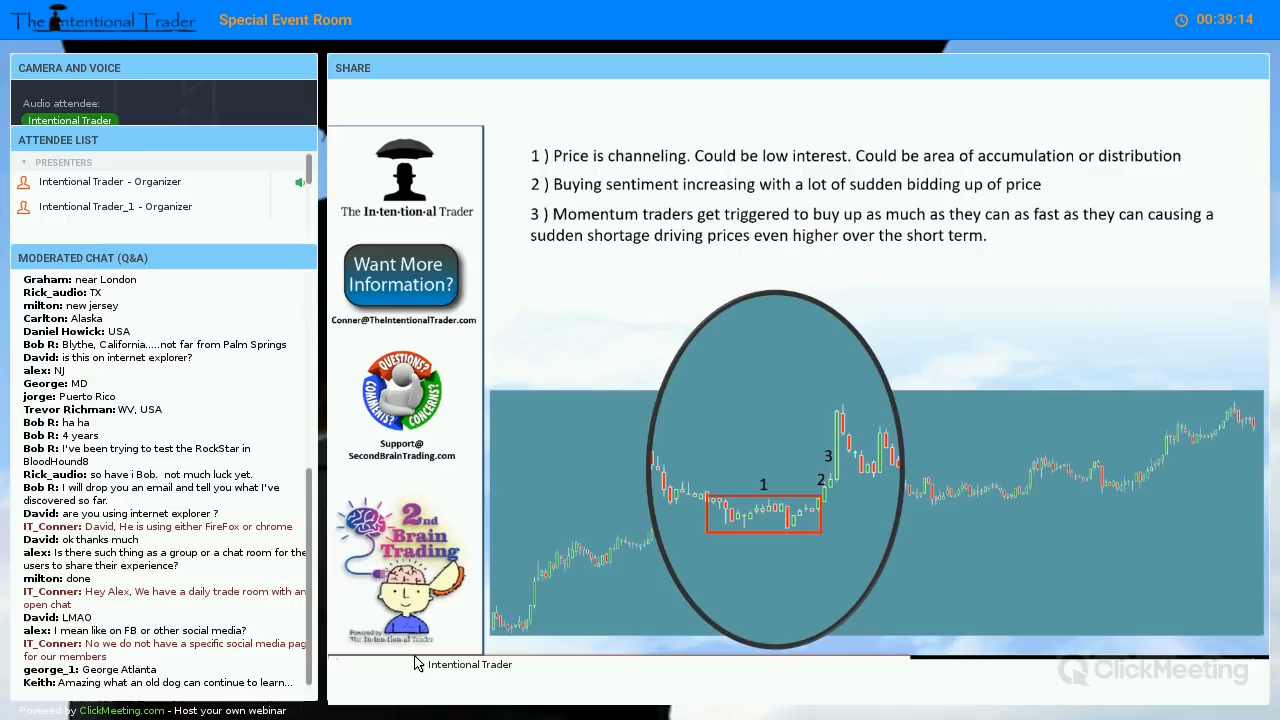 The Intentional Trader
Special Event Room
00:39:14
CAMERA AND VOICE
Audio attendee:
Intentional Trader
ATTENDEE LIST
PRESENTERS
Intentional Trader - Organizer
Intentional Trader_1 - Organizer
MODERATED CHAT (Q&A)
Graham: near London
Rick_audio: TX
milton: new jersey
Carlton: Alaska
Daniel Howick: USA
Bob R: Blythe, California.....not far from Palm Springs
David: is this on internet explorer?
alex: NJ
George: MD
jorge: Puerto Rico
Trevor Richman: WV, USA
Bob R: ha ha
Bob R: 4 years
Bob R: I've been trying to test the RockStar in
BloodHound8
Rick_audio: so have i Bob. not much luck yet.
Bob R: I will drop you an email and tell you what I've
discovered so far.
David: are you using internet explorer ?
IT_Conner: David, He is using either FireFox or chrome
David: ok thank much
alex: Is there such thing as a group or a chat room for the
users to share their experience?
milton: done
IT_Conner: Hey Alex, We have a daily trade room with an
open chat
David: LMAO
alex: I mean like on FB or other social media?
IT_Conner: No we do not have a specific social media pag
for our members
george_1: George Atlanta
Keith: Amazing what an old dog can continue to learn...
Powered by ClickMeeting.com - Host your own webinar
SHARE
The In·ten·tion·al Trader
Want More
Information?
Conner@TheIntentionalTrader.com
QUESTIONS?
COMMENTS?
CONCERNS?
Support@
SecondBrainTrading.com
2nd
Brain
Trading
Powered by
The In·ten·tion·al Trader
1 ) Price is channeling. Could be low interest. Could be area of accumulation or distribution
2 ) Buying sentiment increasing with a lot of sudden bidding up of price
3 ) Momentum traders get triggered to buy up as much as they can as fast as they can causing a
sudden shortage driving prices even higher over the short term.
3
2
1
Intentional Trader
ClickMeeting